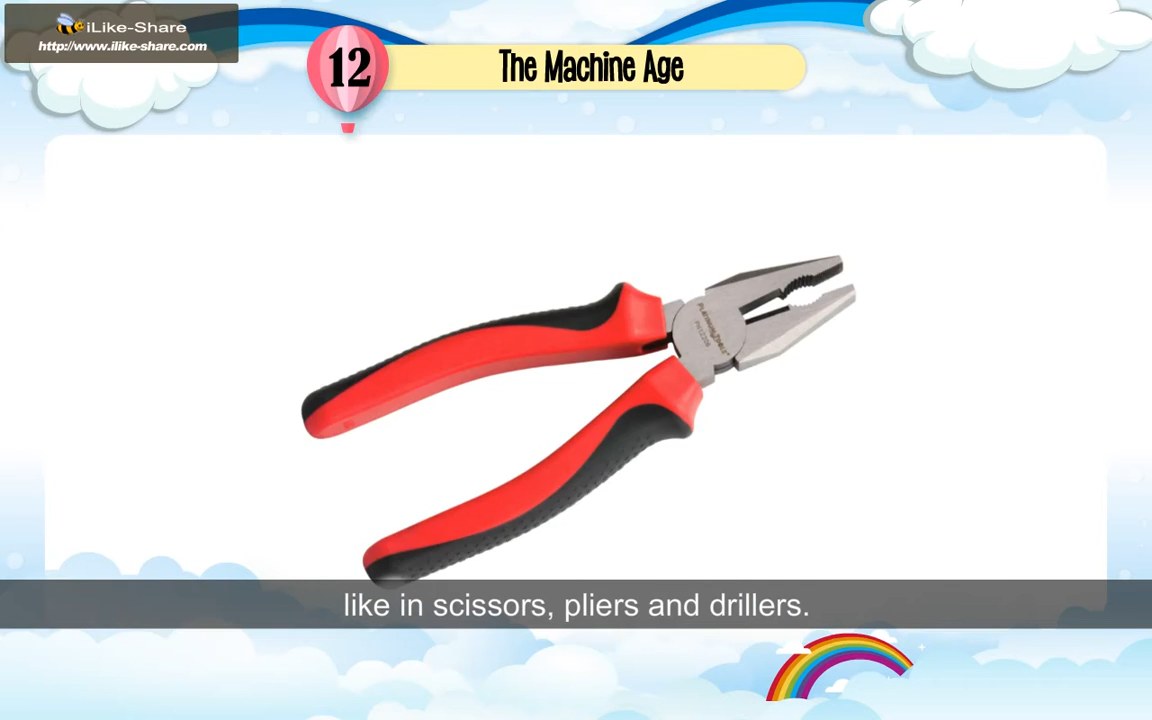 iLike-Share
http://www.ilike-share.com
12
The Machine Age
like in scissors, pliers and drillers.